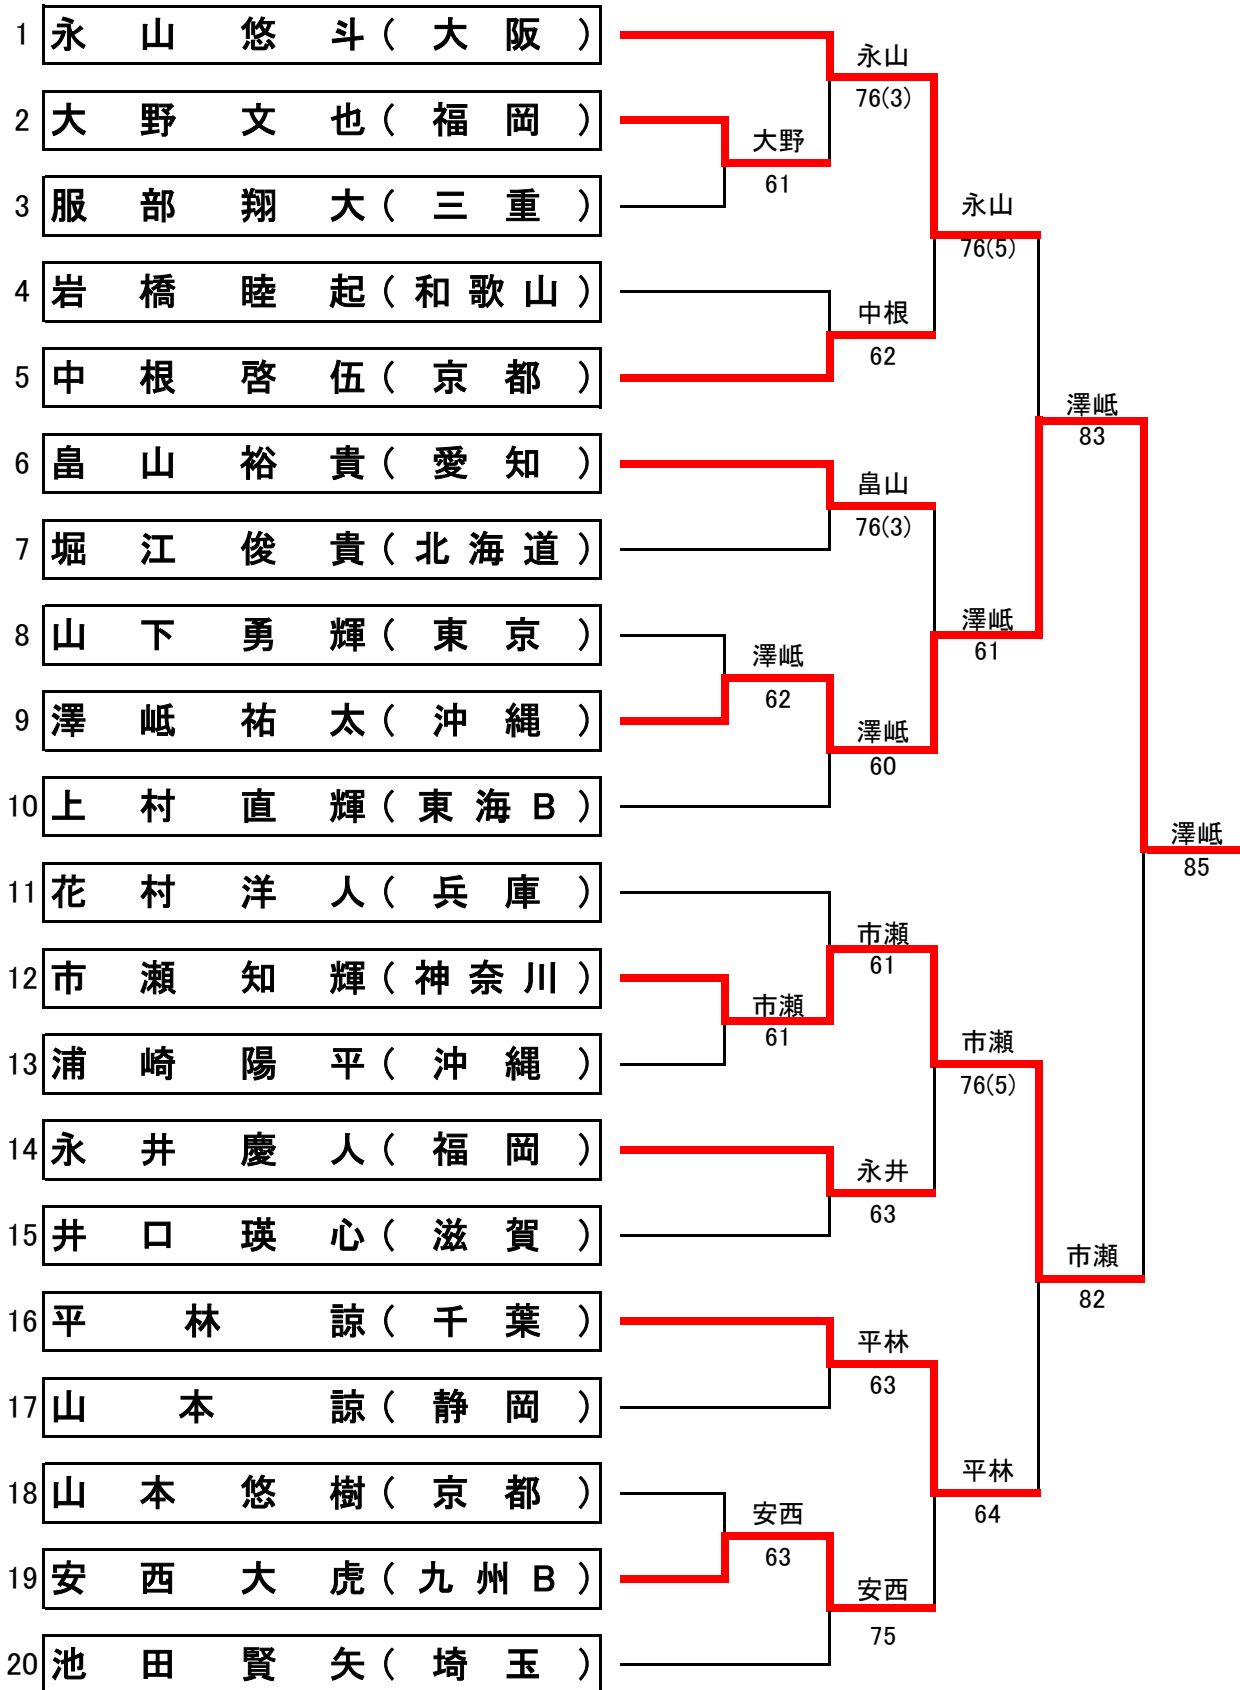 1 永山悠斗(大阪)
永山
76(3)
2 大野文也(福岡)
大野
61
3 服部翔大(三重)
永山
76(5)
4 岩橋睦起(和歌山)
中根
62
5 中根啓伍(京都)
澤岻
83
6 畠山裕貴(愛知)
畠山
76(3)
7 堀江俊貴(北海道)
澤岻
61
8 山下勇輝(東京)
澤岻
62
9 澤岻祐太(沖縄)
澤岻
60
10 上村直輝(東海B)
澤岻
85
11 花村洋人(兵庫)
市瀬
61
12 市瀬知輝(神奈川)
市瀬
61
13 浦崎陽平(沖縄)
市瀬
76(5)
14 永井慶人(福岡)
永井
63
15 井口瑛心(滋賀)
市瀬
82
16 平林諒(千葉)
平林
63
17 山本諒(静岡)
平林
64
18 山本悠樹(京都)
安西
63
19 安西大虎(九州B)
安西
75
20 池田賢矢(埼玉)